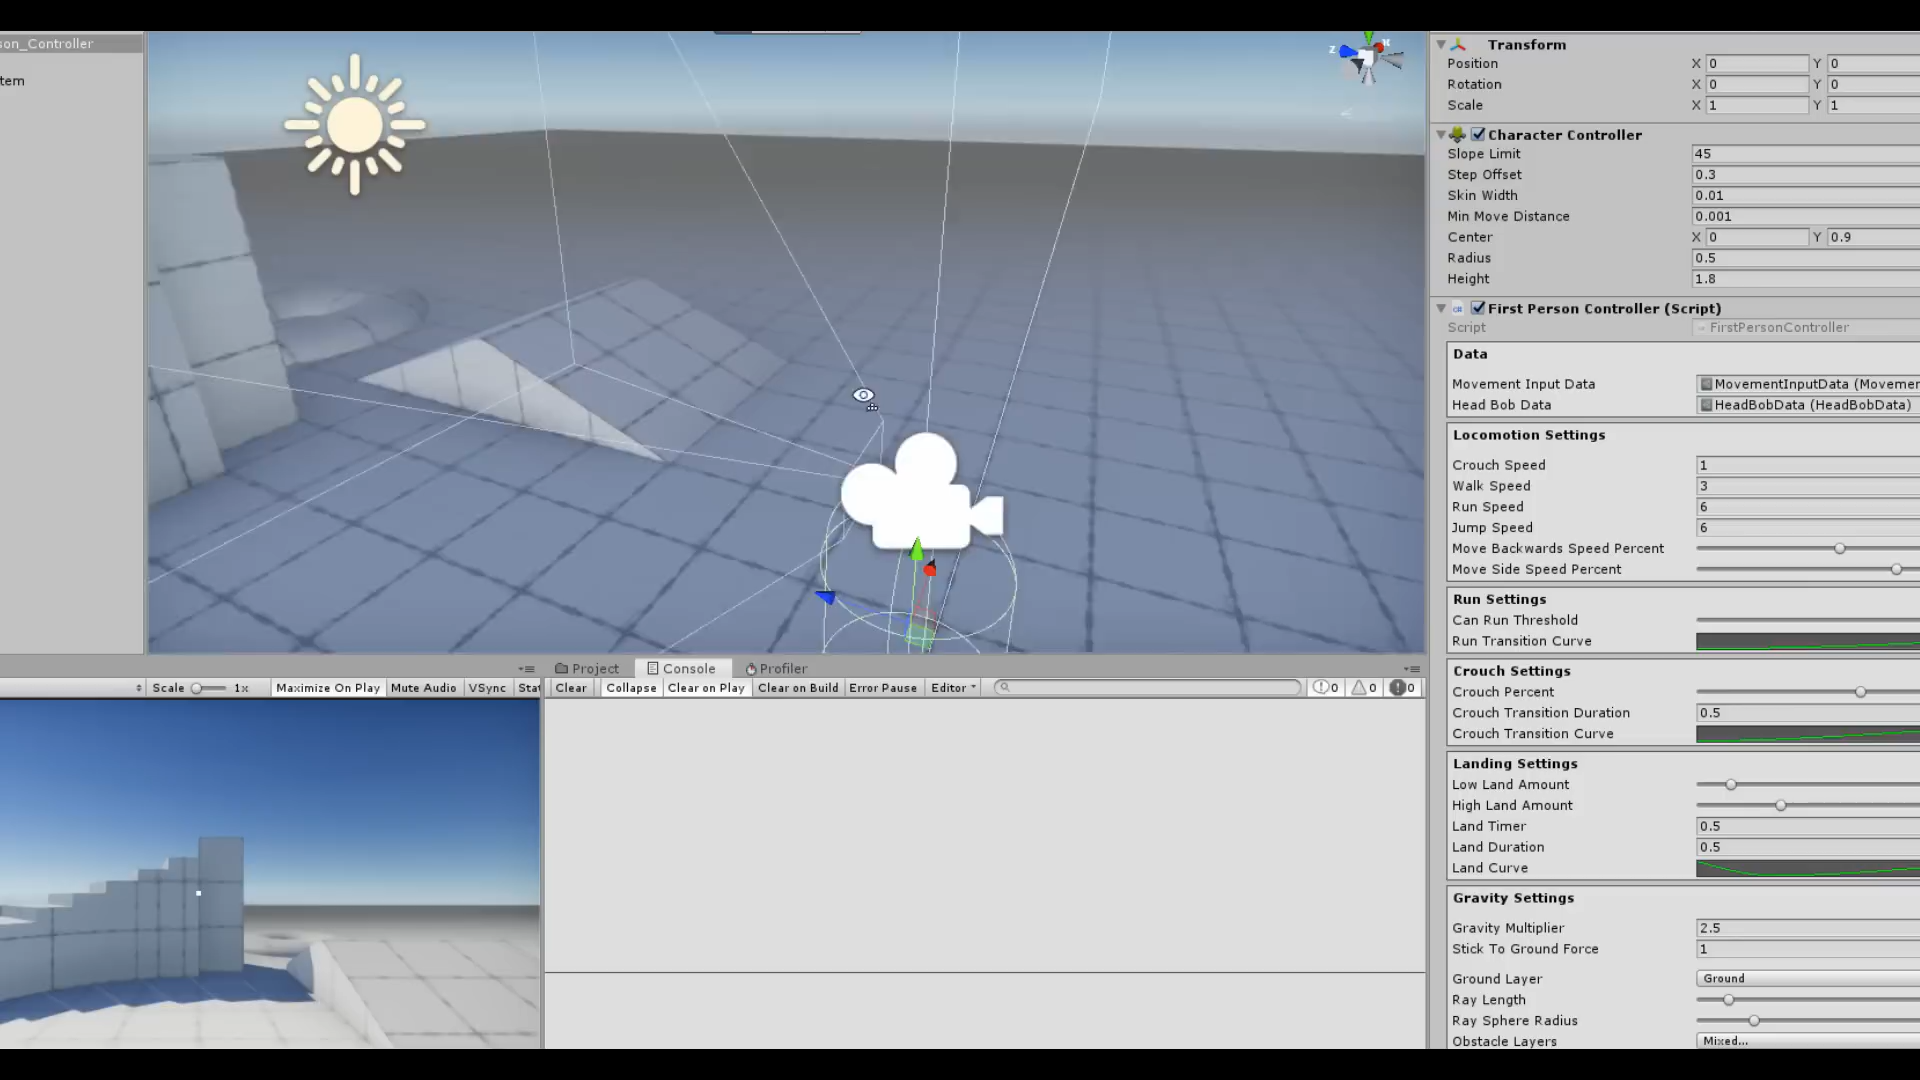 son_Controller
tem
Z
Transform
Position X 0 Y 0
Rotation X 0 Y 0
Scale X 1 Y 1
Character Controller
Slope Limit 45
Step Offset 0.3
Skin Width 0.01
Min Move Distance 0.001
Center X 0 Y 0.9
Radius 0.5
Height 1.8
First Person Controller (Script)
Script FirstPersonController
Data
Movement Input Data MovementInputData (Movemen
Head Bob Data HeadBobData (HeadBobData)
Locomotion Settings
Crouch Speed 1
Walk Speed 3
Run Speed 6
Jump Speed 6
Move Backwards Speed Percent
Move Side Speed Percent
Run Settings
Can Run Threshold
Run Transition Curve
Crouch Settings
Crouch Percent
Crouch Transition Duration 0.5
Crouch Transition Curve
Landing Settings
Low Land Amount
High Land Amount
Land Timer 0.5
Land Duration 0.5
Land Curve
Gravity Settings
Gravity Multiplier 2.5
Stick To Ground Force 1
Ground Layer Ground
Ray Length
Ray Sphere Radius
Obstacle Layers Mixed...
Project Console Profiler
Scale 1x Maximize On Play Mute Audio VSync Stat
Clear Collapse Clear on Play Clear on Build Error Pause Editor 0 0 0